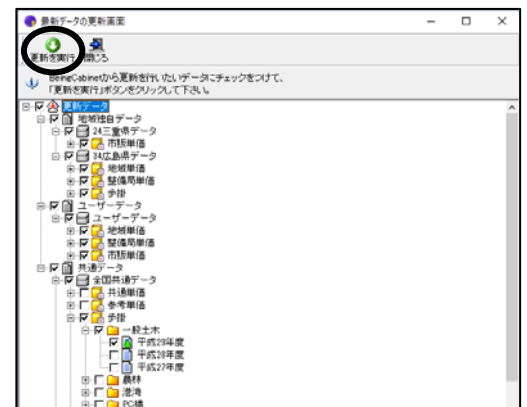 最新データの更新画面
更新を実行 閉じる
BeingCabinetから更新を行いたいデータにチェックをつけて、
「更新を実行」ボタンをクリックして下さい。
更新データ
地域独自データ
24三重県データ
市販単価
34広島県データ
地域単価
整備局単価
歩掛
ユーザーデータ
ユーザーデータ
地域単価
整備局単価
市販単価
共通データ
全国共通データ
共通単価
参考単価
歩掛
一般土木
平成29年度
平成28年度
平成27年度
農林
港湾
PC橋